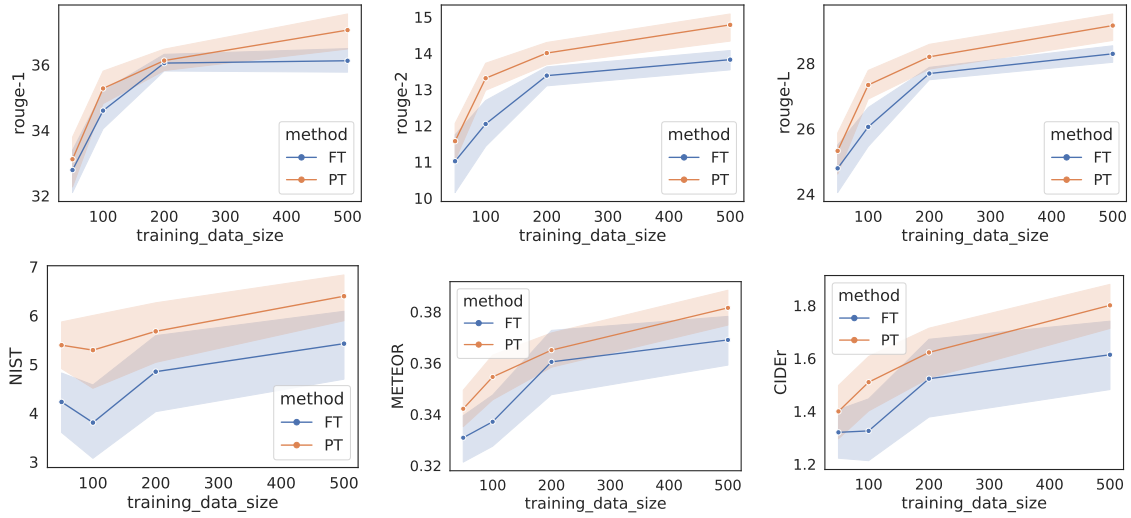 rouge-1
36
34
32
100 200 300 400 500
training_data_size
method
FT
PT
rouge-2
15
14
13
12
11
10
100 200 300 400 500
training_data_size
method
FT
PT
rouge-L
28
26
24
100 200 300 400 500
training_data_size
method
FT
PT
NIST
7
6
5
4
3
100 200 300 400 500
training_data_size
method
FT
PT
METEOR
0.38
0.36
0.34
0.32
100 200 300 400 500
training_data_size
method
FT
PT
CIDEr
1.8
1.6
1.4
1.2
100 200 300 400 500
training_data_size
method
FT
PT